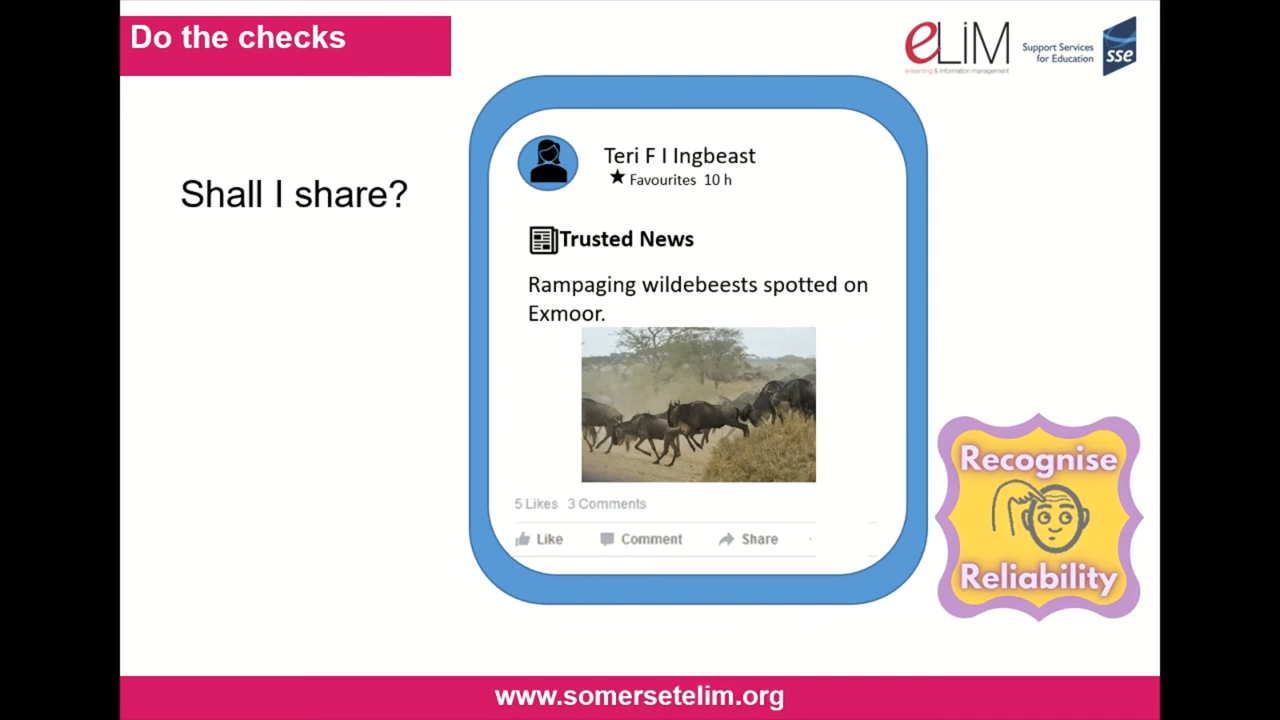 Do the checks
eLiM
e-learning & information management
Support Services
for Education
sse
Shall I share?
Teri F I Ingbeast
Favourites 10 h
Trusted News
Rampaging wildebeests spotted on
Exmoor.
5 Likes 3 Comments
Like Comment Share
Recognise
Reliability
www.somersetelim.org